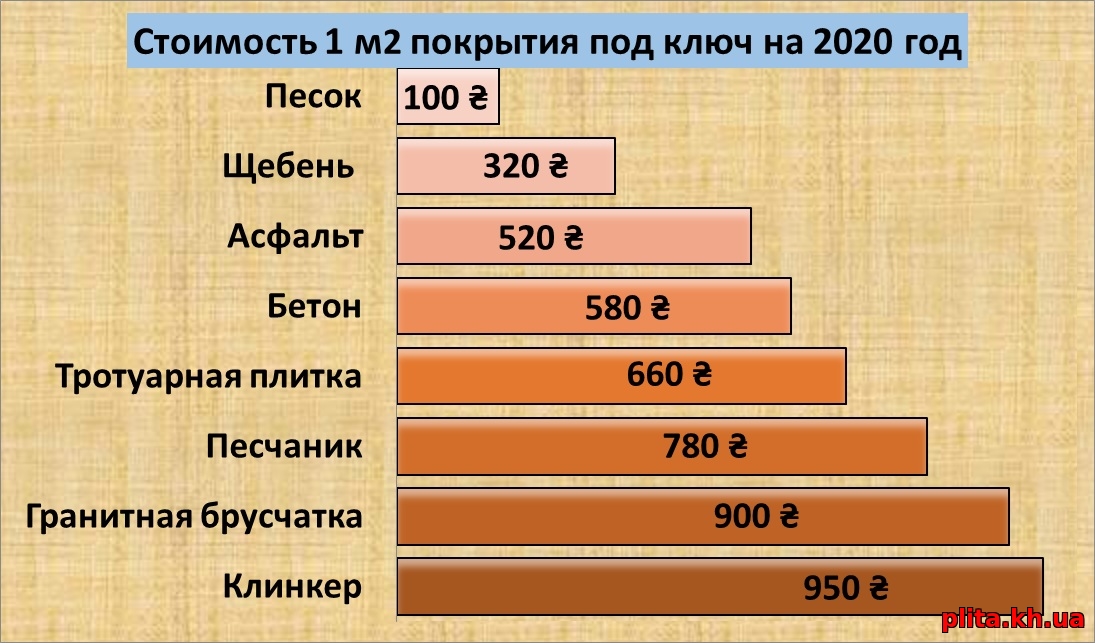 Стоимость 1 м2 покрытия под ключ на 2020 год
Песок 100 ₴
Щебень 320 ₴
Асфальт 520 ₴
Бетон 580 ₴
Тротуарная плитка 660 ₴
Песчаник 780 ₴
Гранитная брусчатка 900 ₴
Клинкер 950 ₴
plita.kh.ua